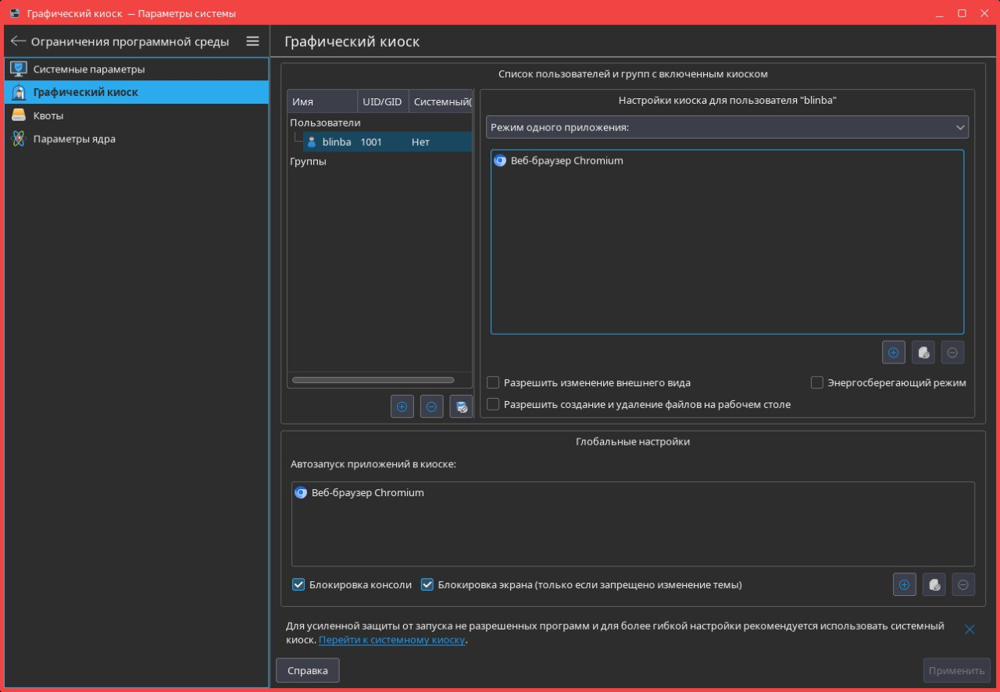 Графический киоск — Параметры системы
Ограничения программной среды
Системные параметры
Графический киоск
Квоты
Параметры ядра
Графический киоск
Список пользователей и групп с включенным киоском
Имя UID/GID Системный(
Пользователи
blinba 1001 Нет
Группы
Настройки киоска для пользователя "blinba"
Режим одного приложения:
Веб-браузер Chromium
Разрешить изменение внешнего вида
Энергосберегающий режим
Разрешить создание и удаление файлов на рабочем столе
Глобальные настройки
Автозапуск приложений в киоске:
Веб-браузер Chromium
Блокировка консоли
Блокировка экрана (только если запрещено изменение темы)
Для усиленной защиты от запуска не разрешенных программ и для более гибкой настройки рекомендуется использовать системный
киоск. Перейти к системному киоску.
Справка
Применить